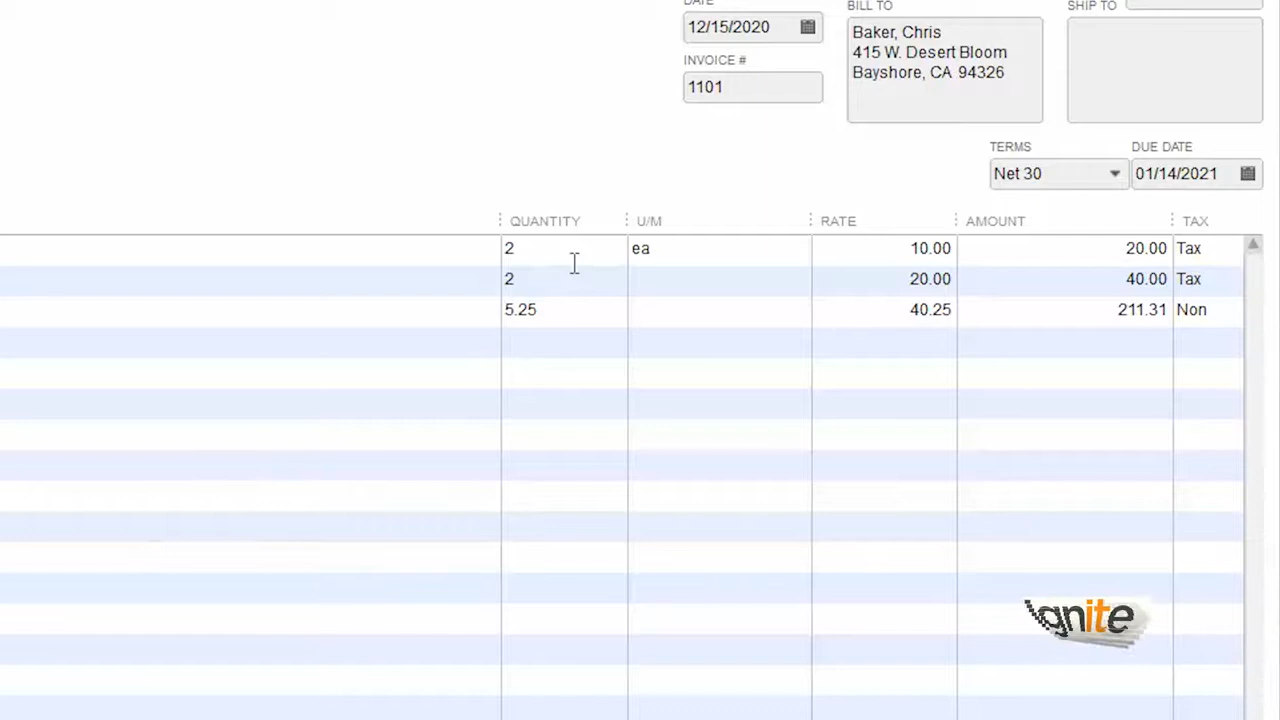 DATE
12/15/2020
INVOICE #
1101
BILL TO
Baker, Chris
415 W. Desert Bloom
Bayshore, CA 94326
SHIP TO
TERMS
Net 30
DUE DATE
01/14/2021
QUANTITY U/M RATE AMOUNT TAX
2 ea 10.00 20.00 Tax
2 20.00 40.00 Tax
5.25 40.25 211.31 Non
ignite